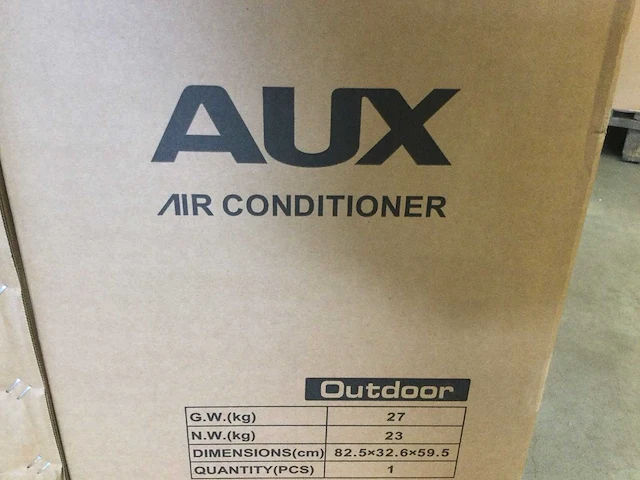 AUX
AIR CONDITIONER
Outdoor
G.W.(kg) 27
N.W.(kg) 23
DIMENSIONS(cm) 82.5×32.6×59.5
QUANTITY(PCS) 1